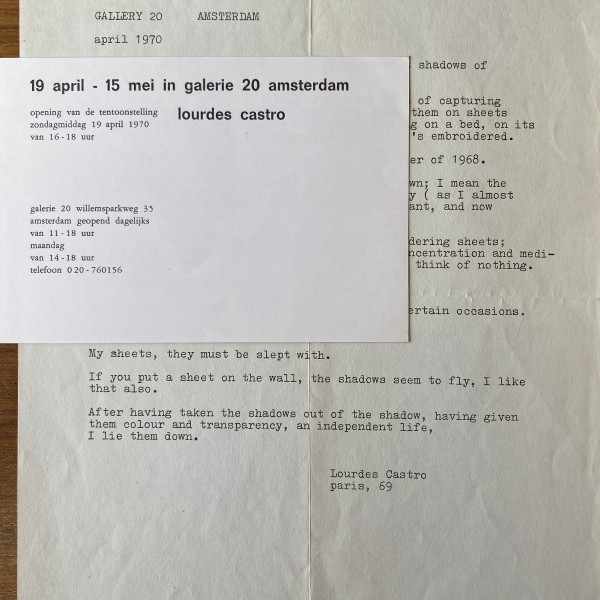 GALLERY 20 AMSTERDAM
april 1970
19 april - 15 mei in galerie 20 amsterdam
opening van de tentoonstelling
zondagmiddag 19 april 1970
van 16 - 18 uur
lourdes castro
galerie 20 willemsparkweg 35
amsterdam geopend dagelijks
van 11 - 18 uur
maandag
van 14 - 18 uur
telefoon 020 - 760156
shadows of
of capturing
them on sheets
on a bed, on its
's embroidered.
of 1968.
I mean the
( as I almost
and now
sheets;
and medi-
think of nothing.
occasions.
My sheets, they must be slept with.
If you put a sheet on the wall, the shadows seem to fly, I like
that also.
After having taken the shadows out of the shadow, having given
them colour and transparency, an independent life,
I lie them down.
Lourdes Castro
paris, 69